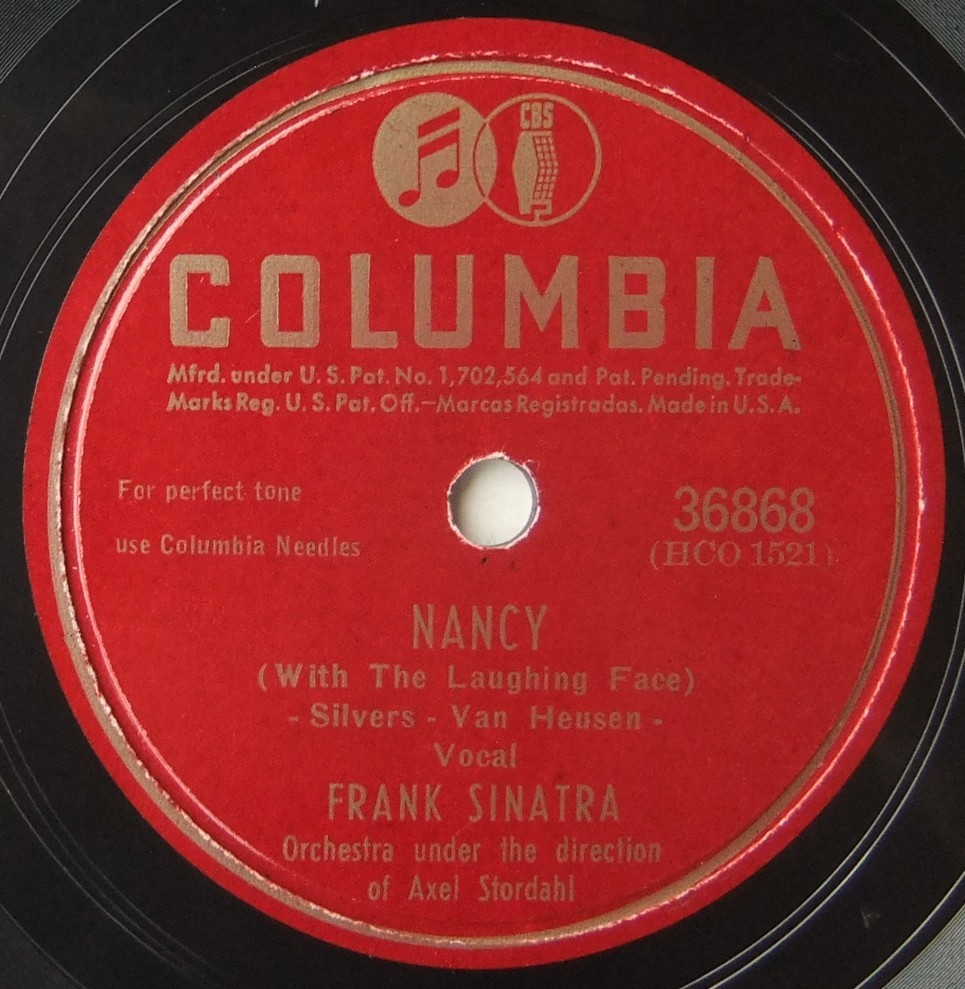 CBS
COLUMBIA
Mfrd. under U. S. Pat. No. 1,702,564 and Pat. Pending. Trade-
Marks Reg. U. S. Pat. Off.—Marcas Registradas. Made in U.S.A.
For perfect tone
use Columbia Needles
36868
(HCO 1521).
NANCY
(With The Laughing Face)
- Silvers - Van Heusen -
Vocal
FRANK SINATRA
Orchestra under the direction
of Axel Stordahl